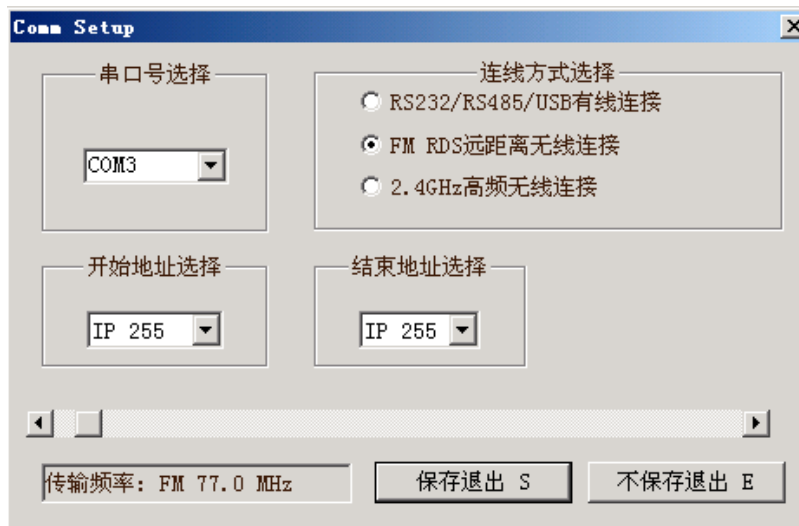 Comm Setup
串口号选择
COM3
连线方式选择
RS232/RS485/USB有线连接
FM RDS远距离无线连接
2.4GHz高频无线连接
开始地址选择
IP 255
结束地址选择
IP 255
传输频率: FM 77.0 MHz
保存退出 S
不保存退出 E